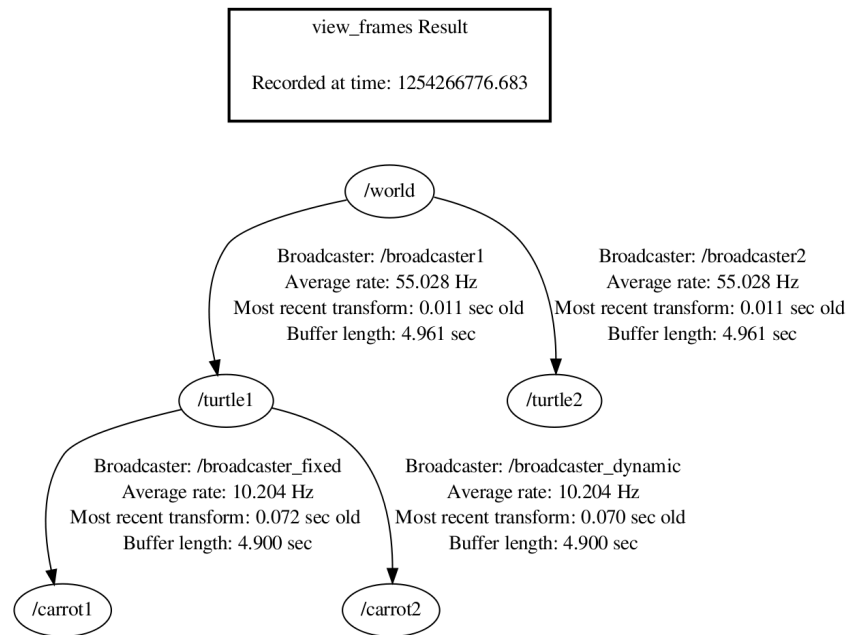 view_frames Result
Recorded at time: 1254266776.683
/world
Broadcaster: /broadcaster1
Average rate: 55.028 Hz
Most recent transform: 0.011 sec old
Buffer length: 4.961 sec
Broadcaster: /broadcaster2
Average rate: 55.028 Hz
Most recent transform: 0.011 sec old
Buffer length: 4.961 sec
/turtle1
/turtle2
Broadcaster: /broadcaster_fixed
Average rate: 10.204 Hz
Most recent transform: 0.072 sec old
Buffer length: 4.900 sec
Broadcaster: /broadcaster_dynamic
Average rate: 10.204 Hz
Most recent transform: 0.070 sec old
Buffer length: 4.900 sec
/carrot1
/carrot2